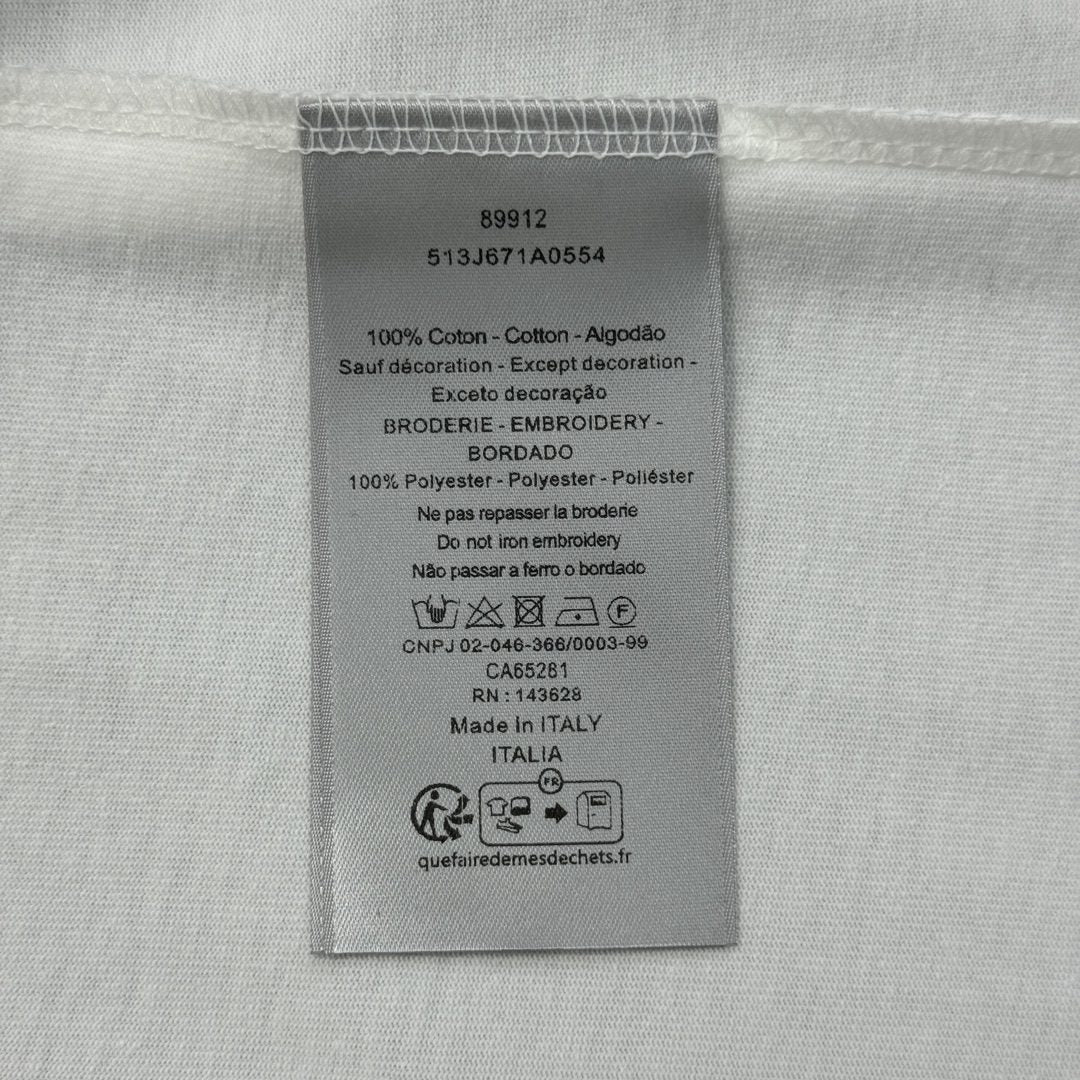 89912
513J671A0554
100% Coton - Cotton - Algodão
Sauf décoration - Except decoration -
Exceto decoração
BRODERIE - EMBROIDERY -
BORDADO
100% Polyester - Polyester - Poliéster
Ne pas repasser la broderie
Do not iron embroidery
Não passar a ferro o bordado
F
CNPJ 02-046-366/0003-99
CA65281
RN : 143628
Made In ITALY
ITALIA
FR
quefairedemesdechets.fr